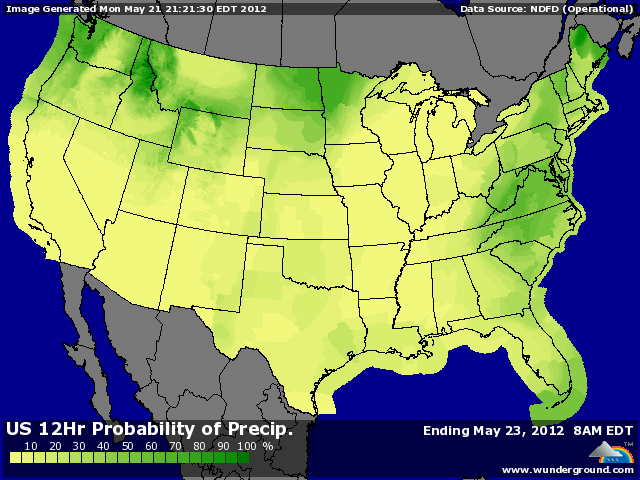 Image Generated Mon May 21 21:21:30 EDT 2012 Data Source: NDFD (Operational)
US 12Hr Probability of Precip. Ending May 23, 2012 8AM EDT
10 20 30 40 50 60 70 80 90 100 %
TM
www.wunderground.com